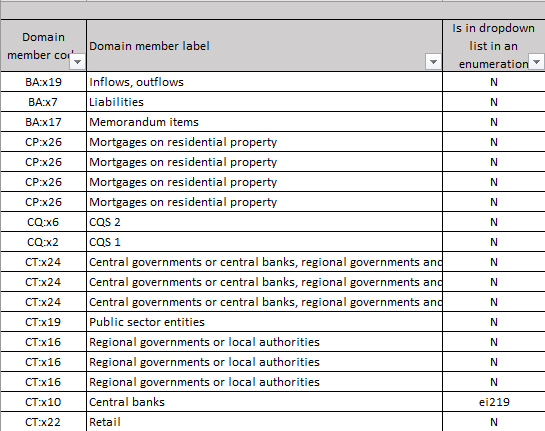 Domain member code Domain member label Is in dropdown list in an enumeration
BA:x19 Inflows, outflows N
BA:x7 Liabilities N
BA:x17 Memorandum items N
CP:x26 Mortgages on residential property N
CP:x26 Mortgages on residential property N
CP:x26 Mortgages on residential property N
CP:x26 Mortgages on residential property N
CQ:x6 CQS 2 N
CQ:x2 CQS 1 N
CT:x24 Central governments or central banks, regional governments and N
CT:x24 Central governments or central banks, regional governments and N
CT:x24 Central governments or central banks, regional governments and N
CT:x19 Public sector entities N
CT:x16 Regional governments or local authorities N
CT:x16 Regional governments or local authorities N
CT:x16 Regional governments or local authorities N
CT:x10 Central banks ei219
CT:x22 Retail N